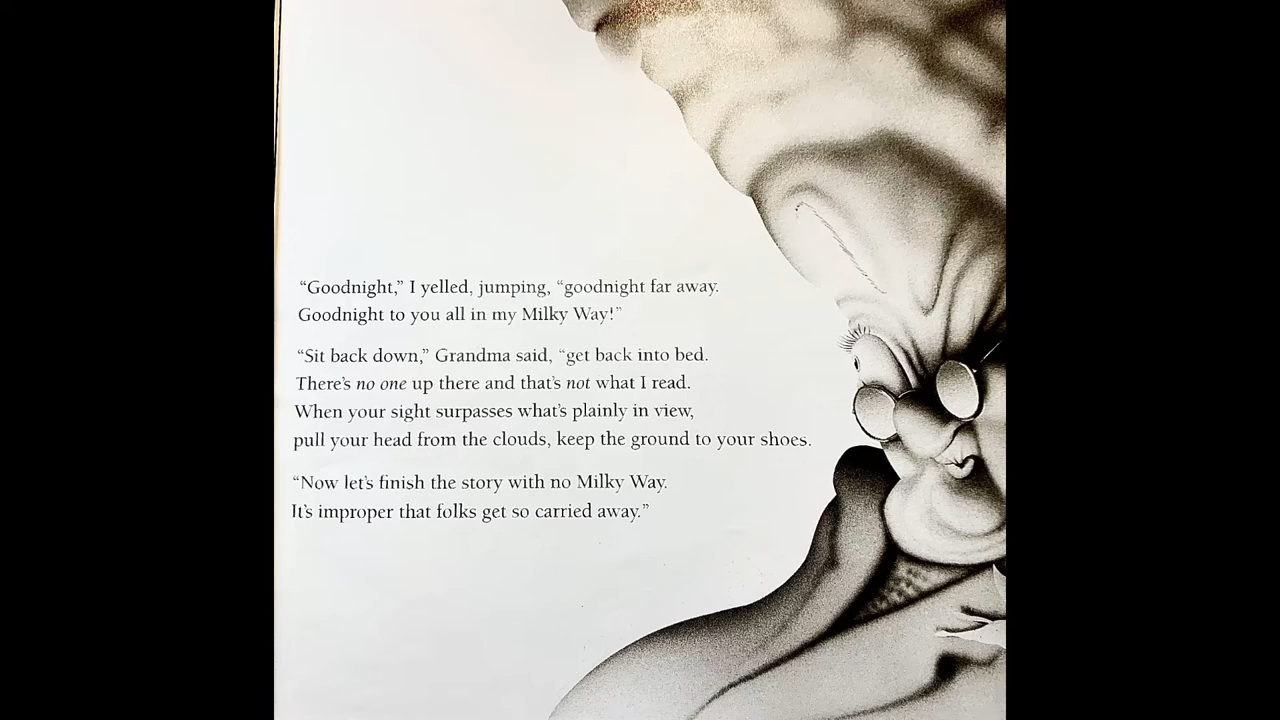 “Goodnight,” I yelled, jumping, “goodnight far away.
Goodnight to you all in my Milky Way!”
“Sit back down,” Grandma said, “get back into bed.
There’s no one up there and that’s not what I read.
When your sight surpasses what’s plainly in view,
pull your head from the clouds, keep the ground to your shoes.
“Now let’s finish the story with no Milky Way.
It’s improper that folks get so carried away.”